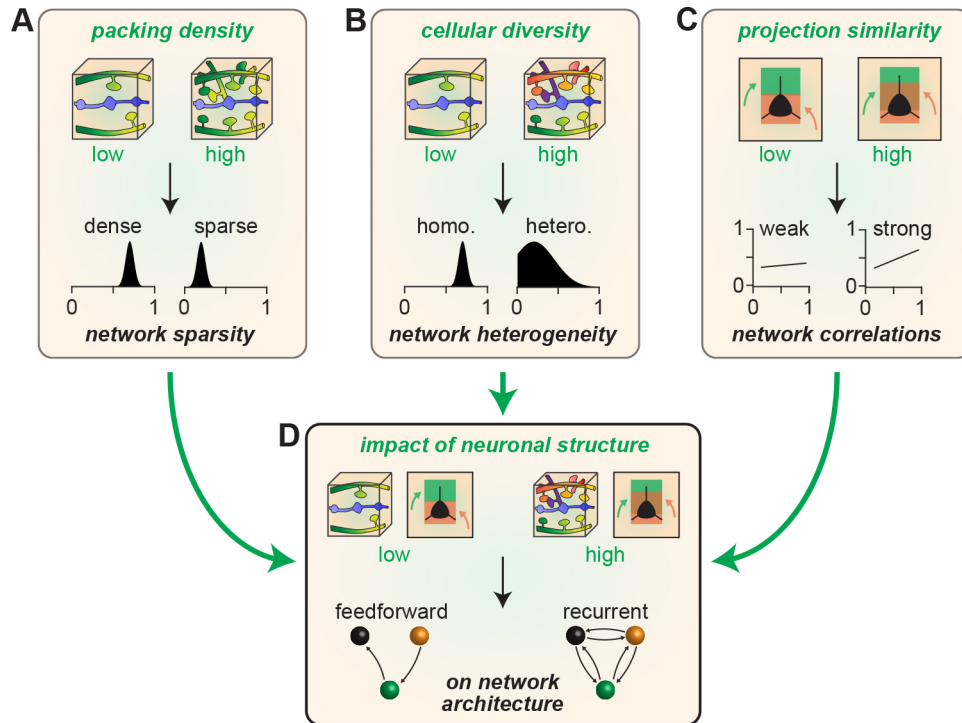 A
packing density
low
high
dense
sparse
0
1
0
1
network sparsity
B
cellular diversity
low
high
homo.
hetero.
0
1
0
1
network heterogeneity
C
projection similarity
low
high
1
weak
0
0
1
1
strong
0
0
1
network correlations
D
impact of neuronal structure
low
high
feedforward
recurrent
on network
architecture